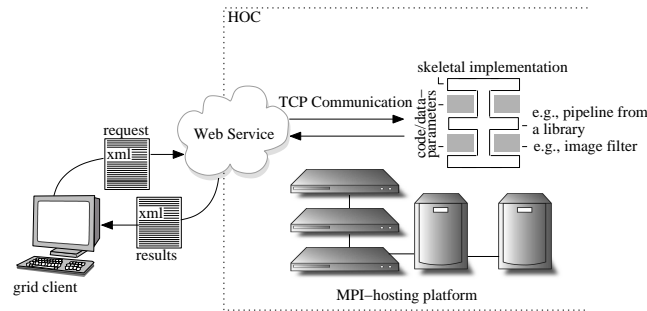 HOC
skeletal implementation
TCP Communication
code/data−
parameters
e.g., pipeline from
a library
e.g., image filter
Web Service
request
xml
xml
results
grid client
MPI−hosting platform